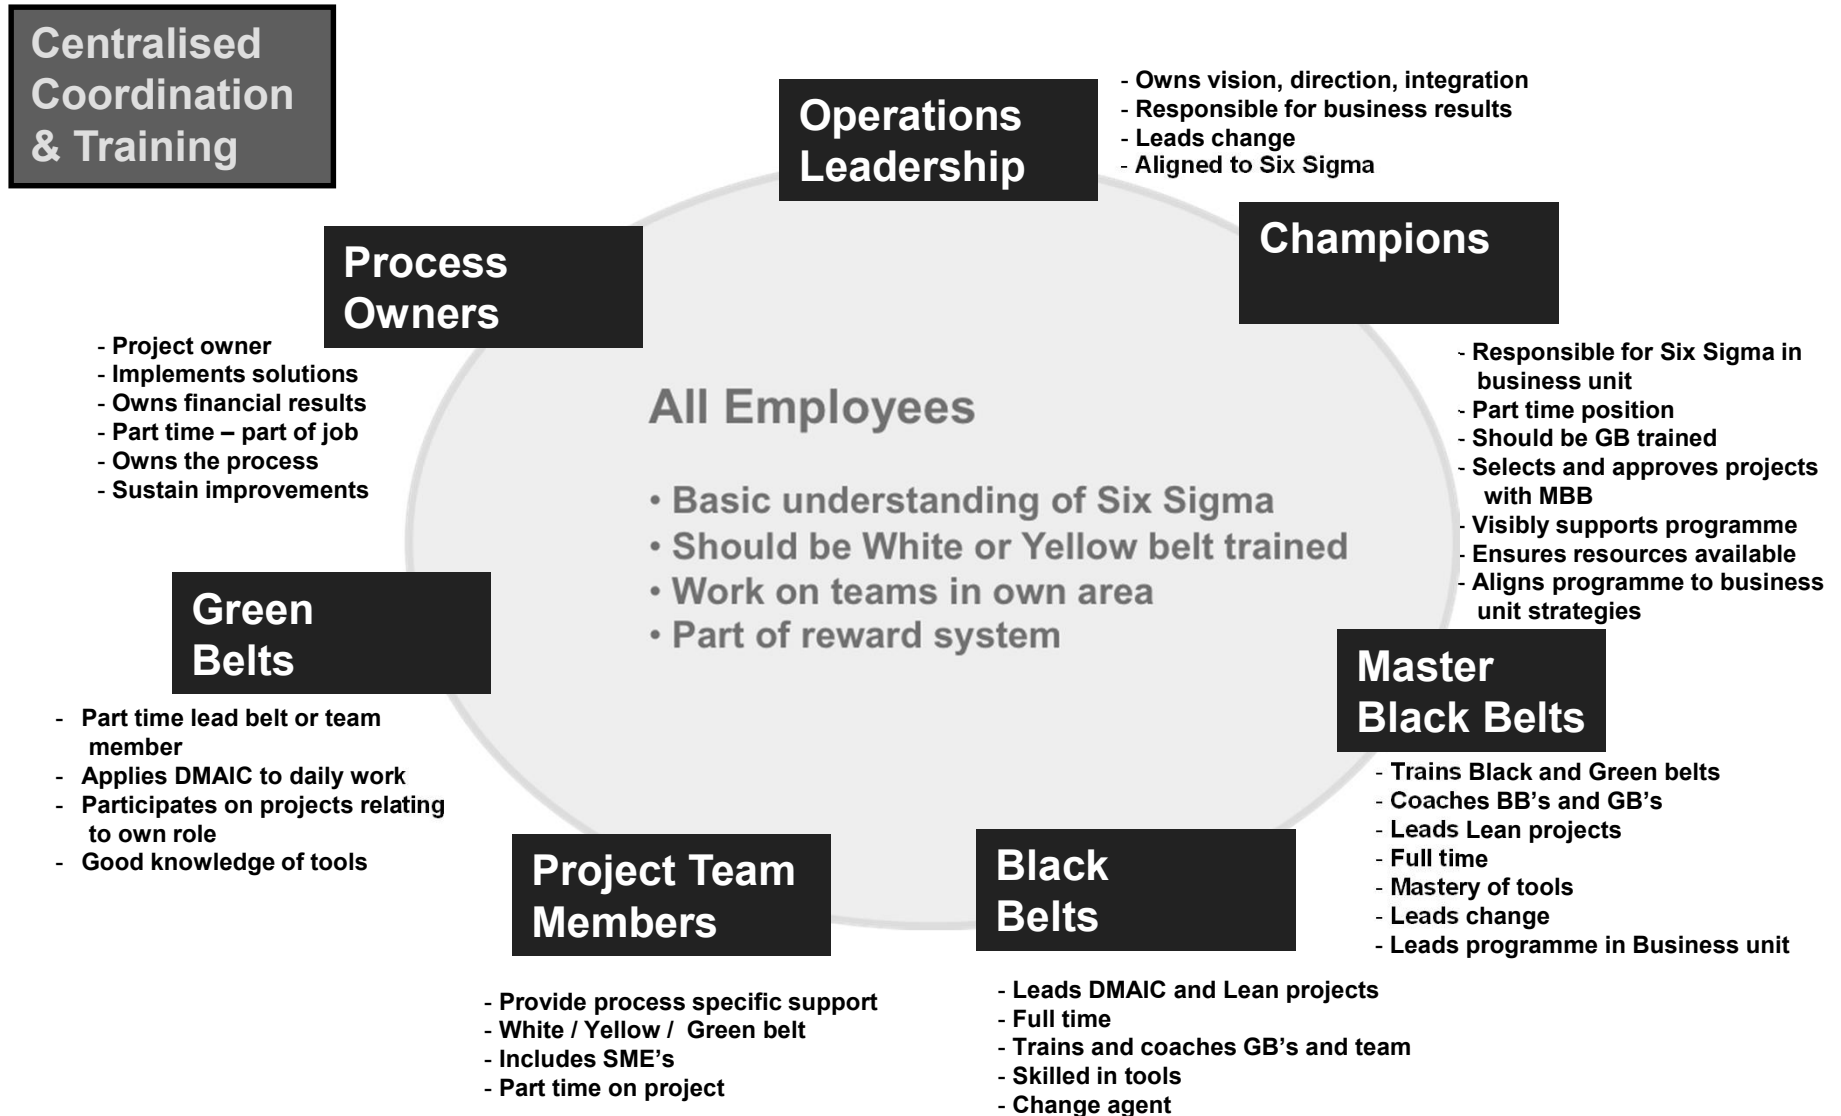 Centralised
Coordination
& Training
Operations
Leadership
- Owns vision, direction, integration
- Responsible for business results
- Leads change
- Aligned to Six Sigma
Champions
- Responsible for Six Sigma in
business unit
- Part time position
- Should be GB trained
- Selects and approves projects
with MBB
- Visibly supports programme
- Ensures resources available
- Aligns programme to business
unit strategies
Process
Owners
- Project owner
- Implements solutions
- Owns financial results
- Part time – part of job
- Owns the process
- Sustain improvements
All Employees
• Basic understanding of Six Sigma
• Should be White or Yellow belt trained
• Work on teams in own area
• Part of reward system
Green
Belts
- Part time lead belt or team
member
- Applies DMAIC to daily work
- Participates on projects relating
to own role
- Good knowledge of tools
Master
Black Belts
- Trains Black and Green belts
- Coaches BB's and GB's
- Leads Lean projects
- Full time
- Mastery of tools
- Leads change
- Leads programme in Business unit
Project Team
Members
- Provide process specific support
- White / Yellow / Green belt
- Includes SME's
- Part time on project
Black
Belts
- Leads DMAIC and Lean projects
- Full time
- Trains and coaches GB's and team
- Skilled in tools
- Change agent